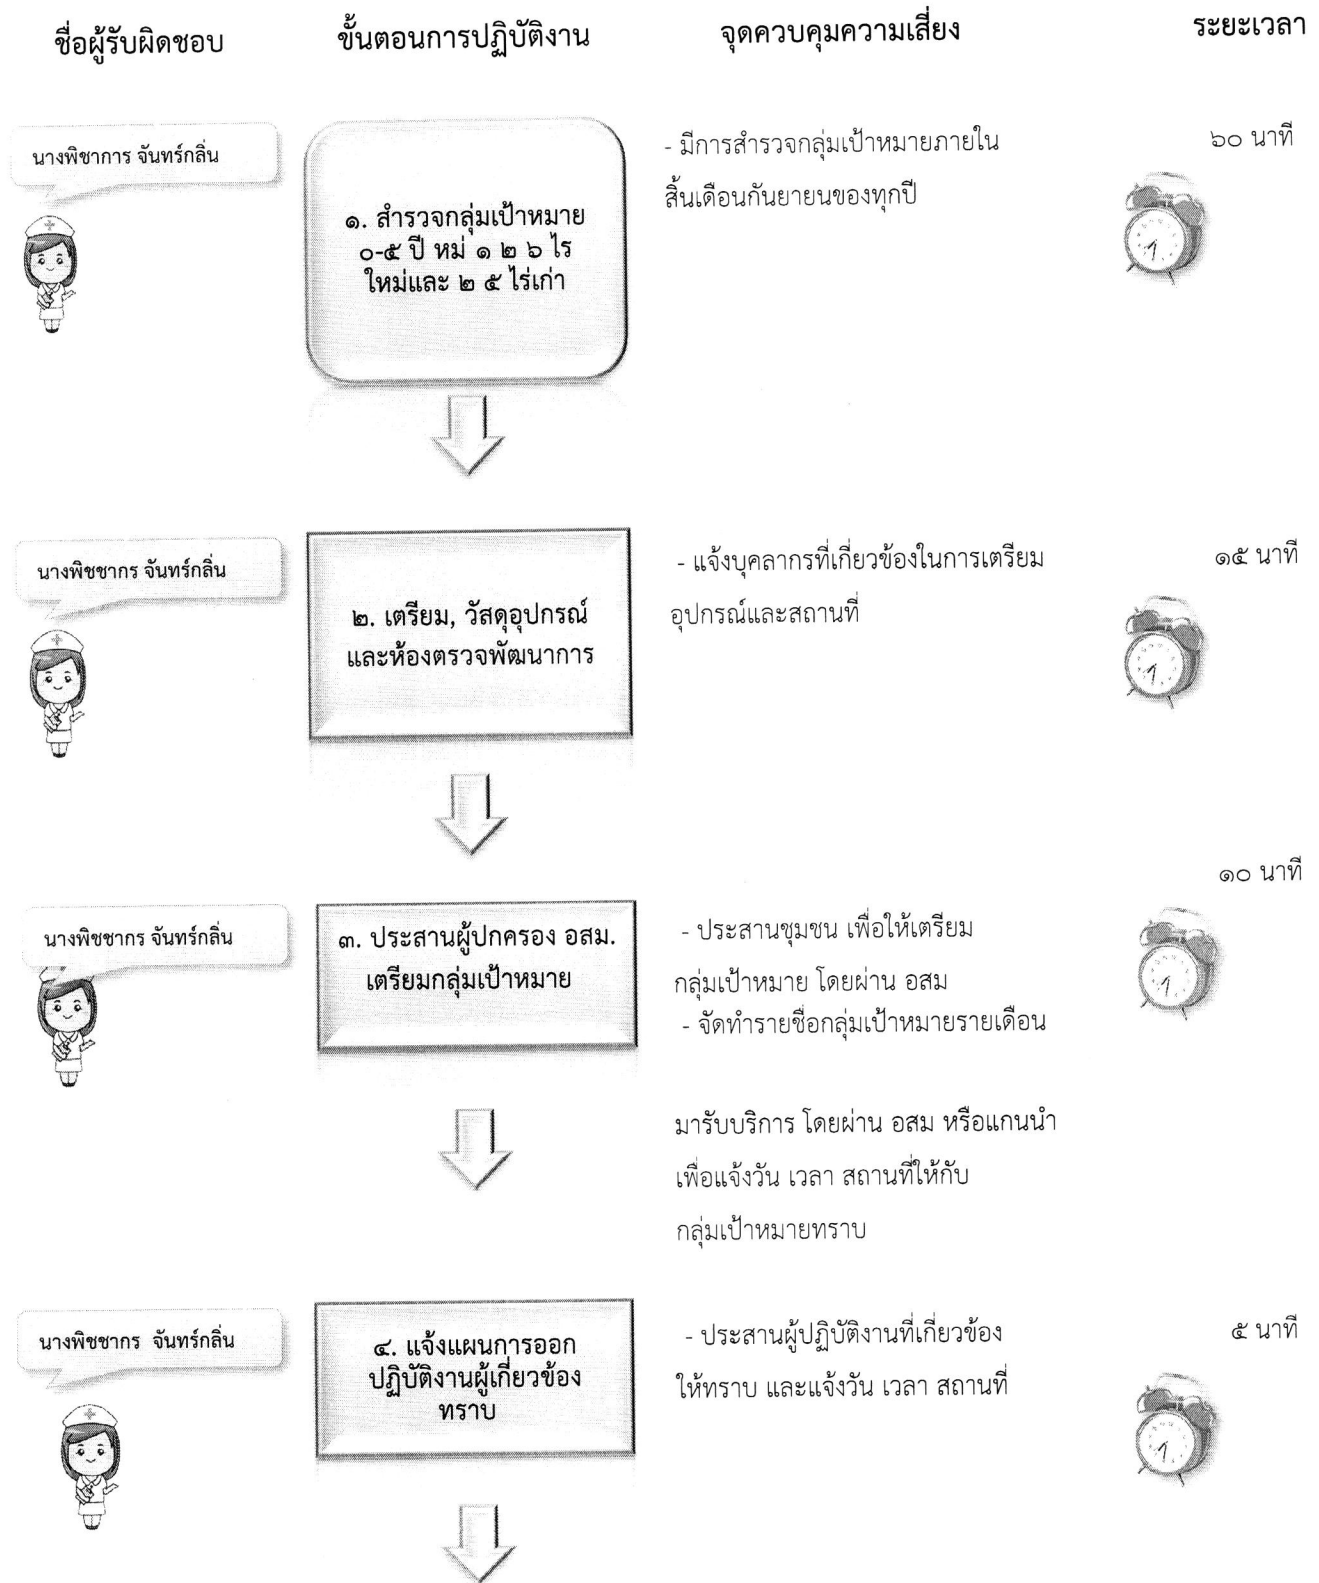 ชื่อผู้รับผิดชอบ
ขั้นตอนการปฏิบัติงาน
จุดควบคุมความเสี่ยง
ระยะเวลา
นางพิชาการ จันทร์กลิ่น
๑. สำรวจกลุ่มเป้าหมาย
๐-๕ ปี หมู่ ๑ ๒ ๖ ไร
ใหม่และ ๒ ๕ ไร่เก่า
- มีการสำรวจกลุ่มเป้าหมายภายใน
สิ้นเดือนกันยายนของทุกปี
๖๐ นาที
นางพิชชากร จันทร์กลิ่น
๒. เตรียม, วัสดุอุปกรณ์
และห้องตรวจพัฒนาการ
- แจ้งบุคลากรที่เกี่ยวข้องในการเตรียม
อุปกรณ์และสถานที่
๑๕ นาที
นางพิชชากร จันทร์กลิ่น
๓. ประสานผู้ปกครอง อสม.
เตรียมกลุ่มเป้าหมาย
- ประสานชุมชน เพื่อให้เตรียม
กลุ่มเป้าหมาย โดยผ่าน อสม
- จัดทำรายชื่อกลุ่มเป้าหมายรายเดือน
มารับบริการ โดยผ่าน อสม หรือแกนนำ
เพื่อแจ้งวัน เวลา สถานที่ให้กับ
กลุ่มเป้าหมายทราบ
๑๐ นาที
นางพิชชากร จันทร์กลิ่น
๔. แจ้งแผนการออก
ปฏิบัติงานผู้เกี่ยวข้อง
ทราบ
- ประสานผู้ปฏิบัติงานที่เกี่ยวข้อง
ให้ทราบ และแจ้งวัน เวลา สถานที่
๕ นาที